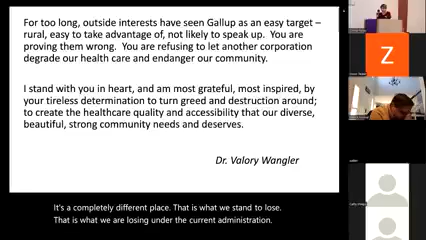 For too long, outside interests have seen Gallup as an easy target –
rural, easy to take advantage of, not likely to speak up.  You are
proving them wrong.  You are refusing to let another corporation
degrade our health care and endanger our community.
I stand with you in heart, and am most grateful, most inspired, by
your tireless determination to turn greed and destruction around;
to create the healthcare quality and accessibility that our diverse,
beautiful, strong community needs and deserves.
Dr. Valory Wangler
Z
It's a completely different place. That is what we stand to lose.
That is what we are losing under the current administration.